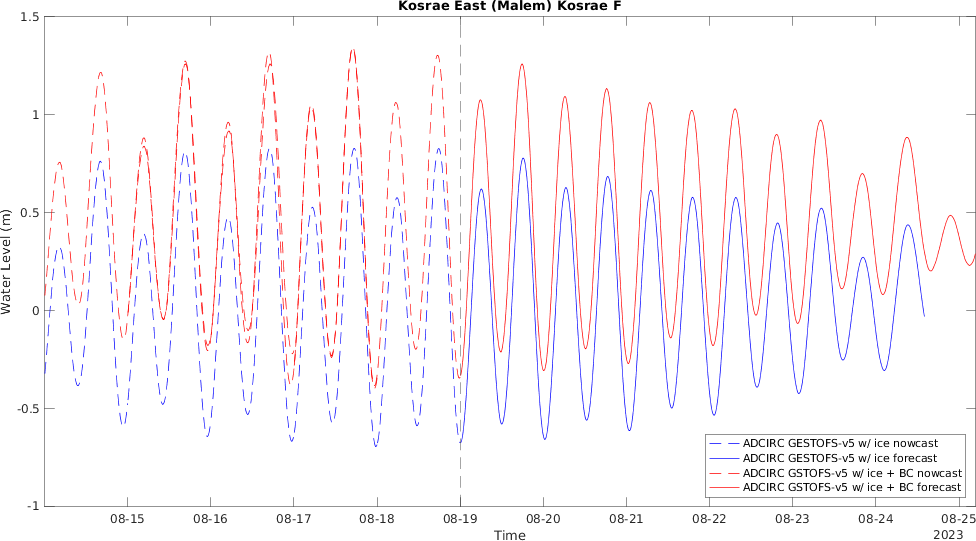 Kosrae East (Malem) Kosrae F
1.5
1
0.5
0
-0.5
-1
Water Level (m)
08-15
08-16
08-17
08-18
08-19
08-20
08-21
08-22
08-23
08-24
08-25
2023
Time
ADCIRC GESTOFS-v5 w/ ice nowcast
ADCIRC GESTOFS-v5 w/ ice forecast
ADCIRC GSTOFS-v5 w/ ice + BC nowcast
ADCIRC GSTOFS-v5 w/ ice + BC forecast